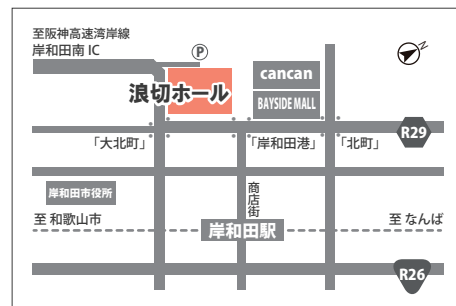 至阪神高速湾岸線
岸和田南 IC
P
N
cancan
BAYSIDE MALL
浪切ホール
「大北町」
「岸和田港」
「北町」
R29
岸和田市役所
商店街
至 和歌山市
至 なんば
岸和田駅
R26